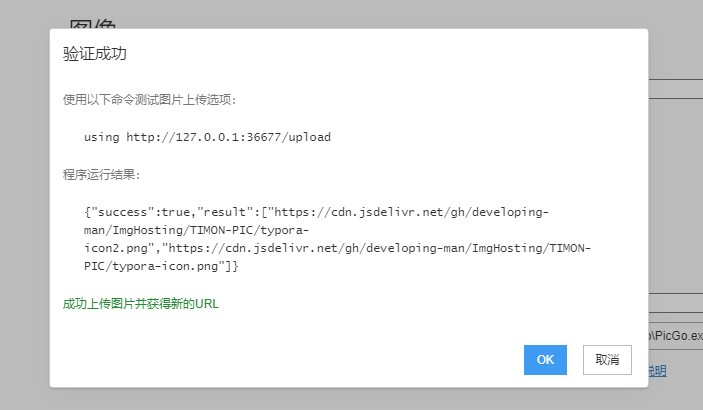 图像
验证成功
使用以下命令测试图片上传选项:
using http://127.0.0.1:36677/upload
程序运行结果:
{"success":true,"result":["https://cdn.jsdelivr.net/gh/developing-
man/ImgHosting/TIMON-PIC/typora-
icon2.png","https://cdn.jsdelivr.net/gh/developing-man/ImgHosting/TIMON-
PIC/typora-icon.png"]}
成功上传图片并获得新的URL
\PicGo.ex
OK
取消
说明